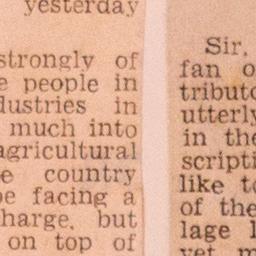 yesterday
strongly of
e people in
dustries in
much into
agricultural
e country
be facing a
harge, but
on top of
Sir.
fan o
tributo
utterly
in the
scripti
like to
of the
lage l
yet m